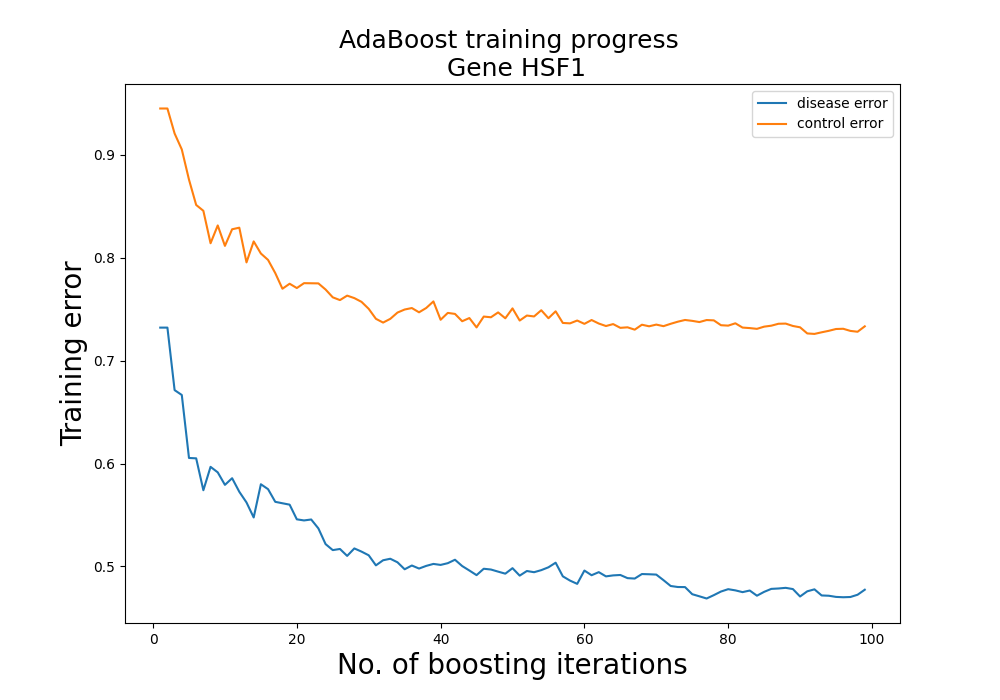 AdaBoost training progress
Gene HSF1
disease error
control error
Training error
0.9
0.8
0.7
0.6
0.5
0 20 40 60 80 100
No. of boosting iterations